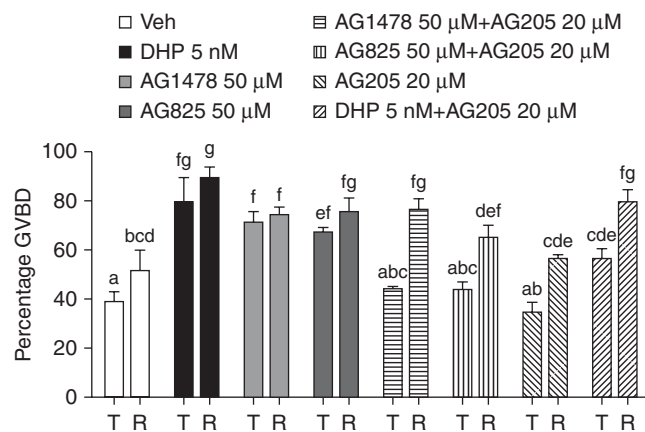 Veh
DHP 5 nM
AG1478 50 μM
AG825 50 μM
AG1478 50 μM+AG205 20 μM
AG825 50 μM+AG205 20 μM
AG205 20 μM
DHP 5 nM+AG205 20 μM
Percentage GVBD
100
80
60
40
20
0
a bcd fg g f f ef fg abc fg abc def ab cde cde fg
T R T R T R T R T R T R T R T R